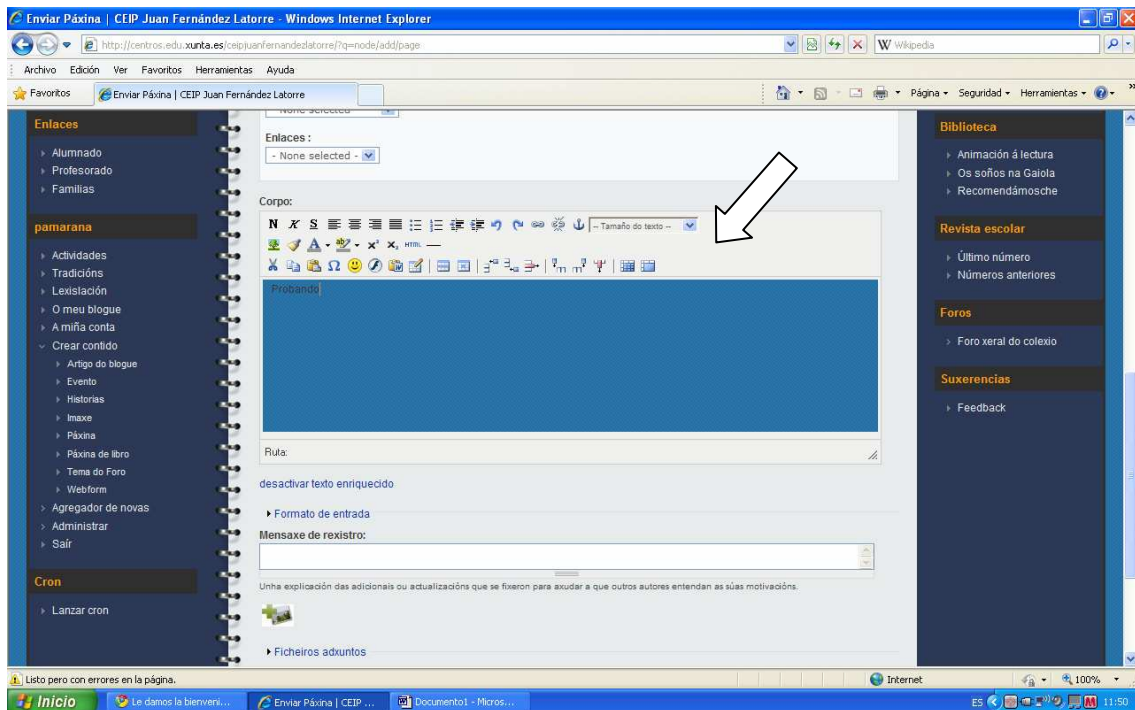 Enviar Páxina | CEIP Juan Fernández Latorre - Windows Internet Explorer
http://centros.edu.xunta.es/ceipjuanfernandezlatorre/?q=node/add/page
Wikipedia
Archivo Edición Ver Favoritos Herramientas Ayuda
Favoritos
Enviar Páxina | CEIP Juan Fernández Latorre
Página Seguridad Herramientas
Enlaces
Alumnado
Profesorado
Familias
pamarana
Actividades
Tradicións
Lexislación
O meu blogue
A miña conta
Crear contido
Artigo do blogue
Evento
Historias
Imaxe
Páxina
Páxina de libro
Tema do Foro
Webform
Agregador de novas
Administrar
Saír
Cron
Lanzar cron
- None selected -
Enlaces :
- None selected -
Corpo:
N K S
-- Tamaño do texto --
A ab x² x₂ HTML
Ω
Probando
Ruta:
desactivar texto enriquecido
Formato de entrada
Mensaxe de rexistro:
Unha explicación das adicionais ou actualizacións que se fixeron para axudar a que outros autores entendan as súas motivacións.
Ficheiros adxuntos
Biblioteca
Animación á lectura
Os soños na Gaiola
Recomendámosche
Revista escolar
Último número
Números anteriores
Foros
Foro xeral do colexio
Suxerencias
Feedback
Listo pero con errores en la página.
Internet
100%
Inicio
Le damos la bienveni...
Enviar Páxina | CEIP ...
Documento1 - Micros...
ES
11:50